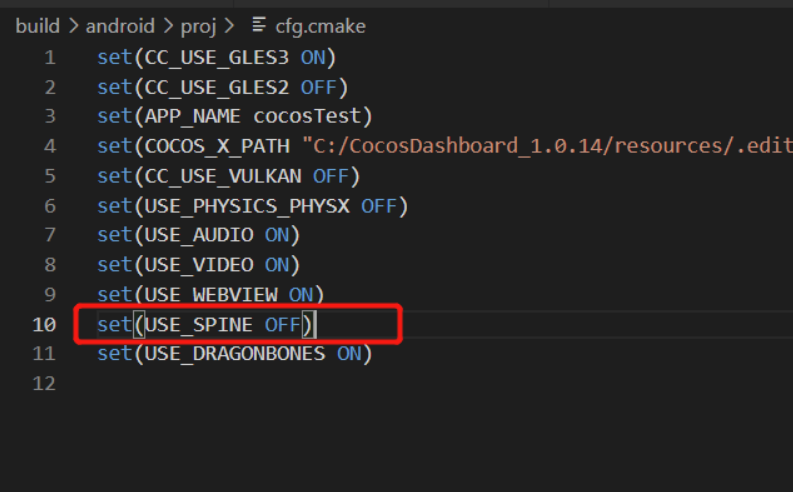 build > android > proj > cfg.cmake
1 set(CC_USE_GLES3 ON)
2 set(CC_USE_GLES2 OFF)
3 set(APP_NAME cocosTest)
4 set(COCOS_X_PATH "C:/CocosDashboard_1.0.14/resources/.edit
5 set(CC_USE_VULKAN OFF)
6 set(USE_PHYSICS_PHYSX OFF)
7 set(USE_AUDIO ON)
8 set(USE_VIDEO ON)
9 set(USE_WEBVIEW ON)
10 set(USE_SPINE OFF)
11 set(USE_DRAGONBONES ON)
12